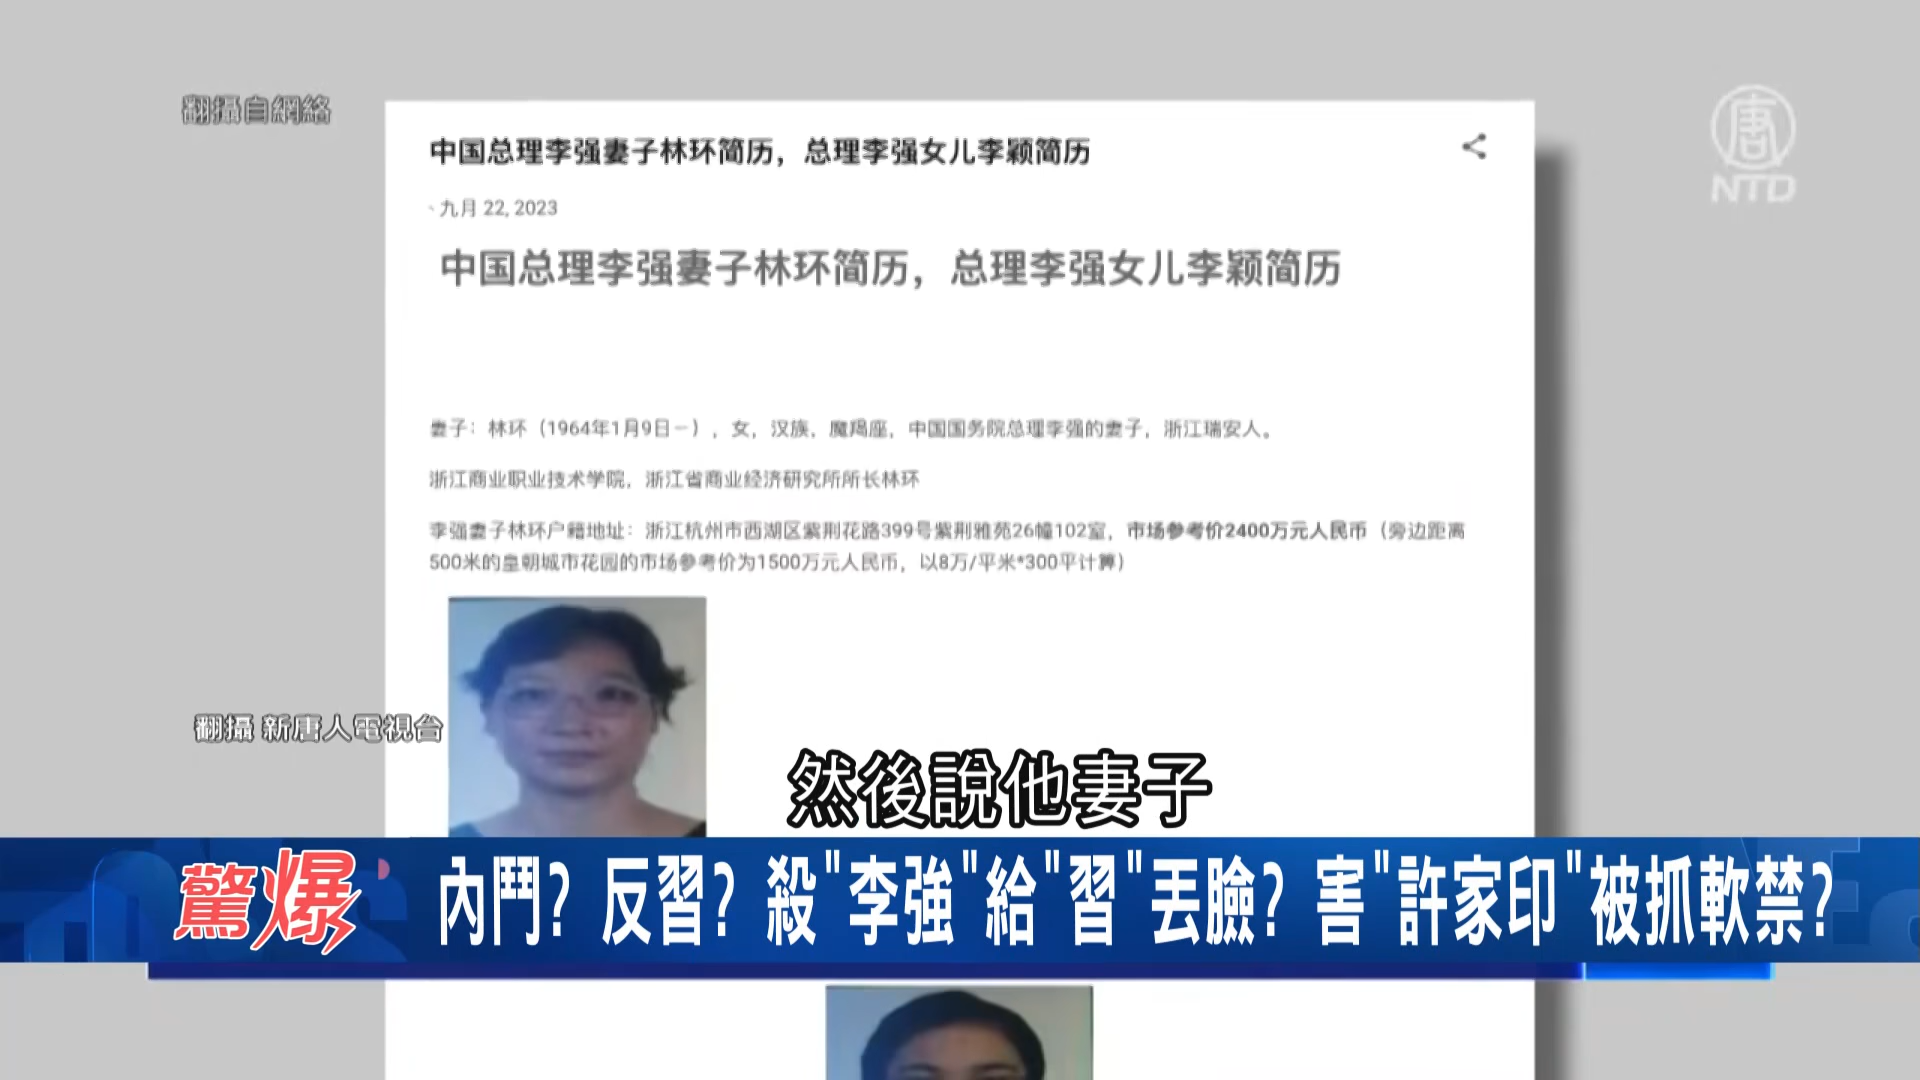 翻攝自網絡
唐
NTD
中国总理李强妻子林环简历，总理李强女儿李颖简历
- 九月 22, 2023
中国总理李强妻子林环简历，总理李强女儿李颖简历
妻子：林环（1964年1月9日－），女，汉族，魔羯座，中国国务院总理李强的妻子，浙江瑞安人。
浙江商业职业技术学院，浙江省商业经济研究所所长林环
李强妻子林环户籍地址：浙江杭州市西湖区紫荆花路399号紫荆雅苑26幢102室，市场参考价2400万元人民币（旁边距离
500米的皇朝城市花园的市场参考价为1500万元人民币，以8万/平米*300平计算）
翻攝 新唐人電視台
然後說他妻子
驚爆
內鬥？反習？殺"李強"給"習"丟臉？害"許家印"被抓軟禁？